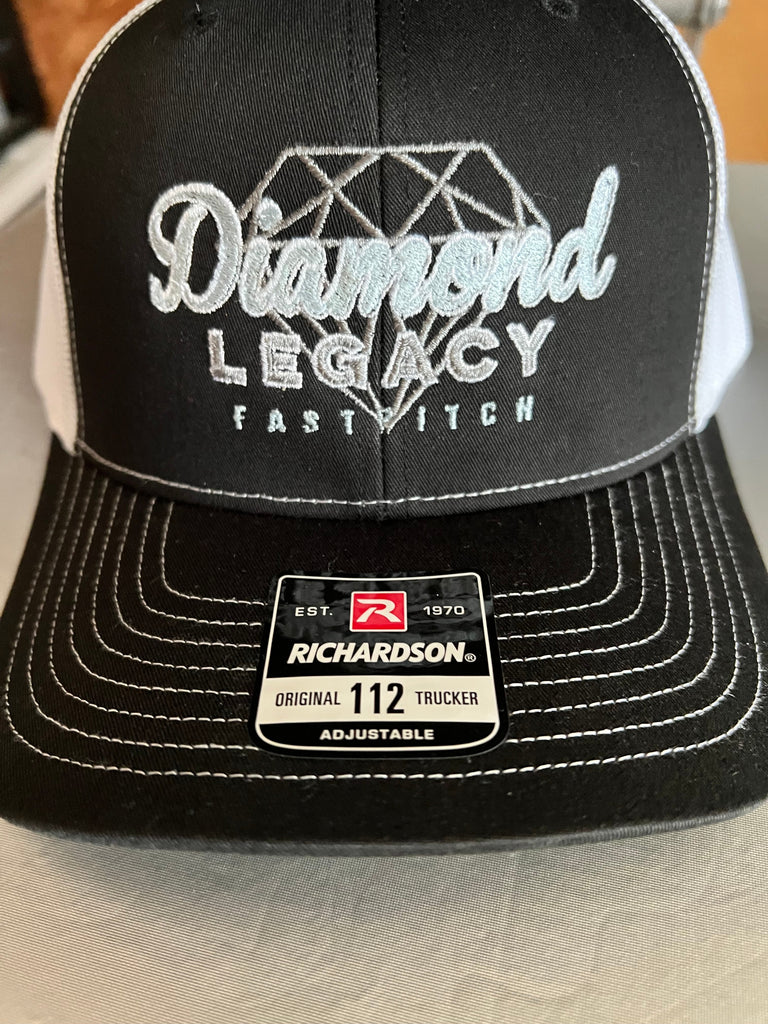 Diamond
LEGACY
FASTPITCH
EST. R 1970
RICHARDSON®
ORIGINAL 112 TRUCKER
ADJUSTABLE